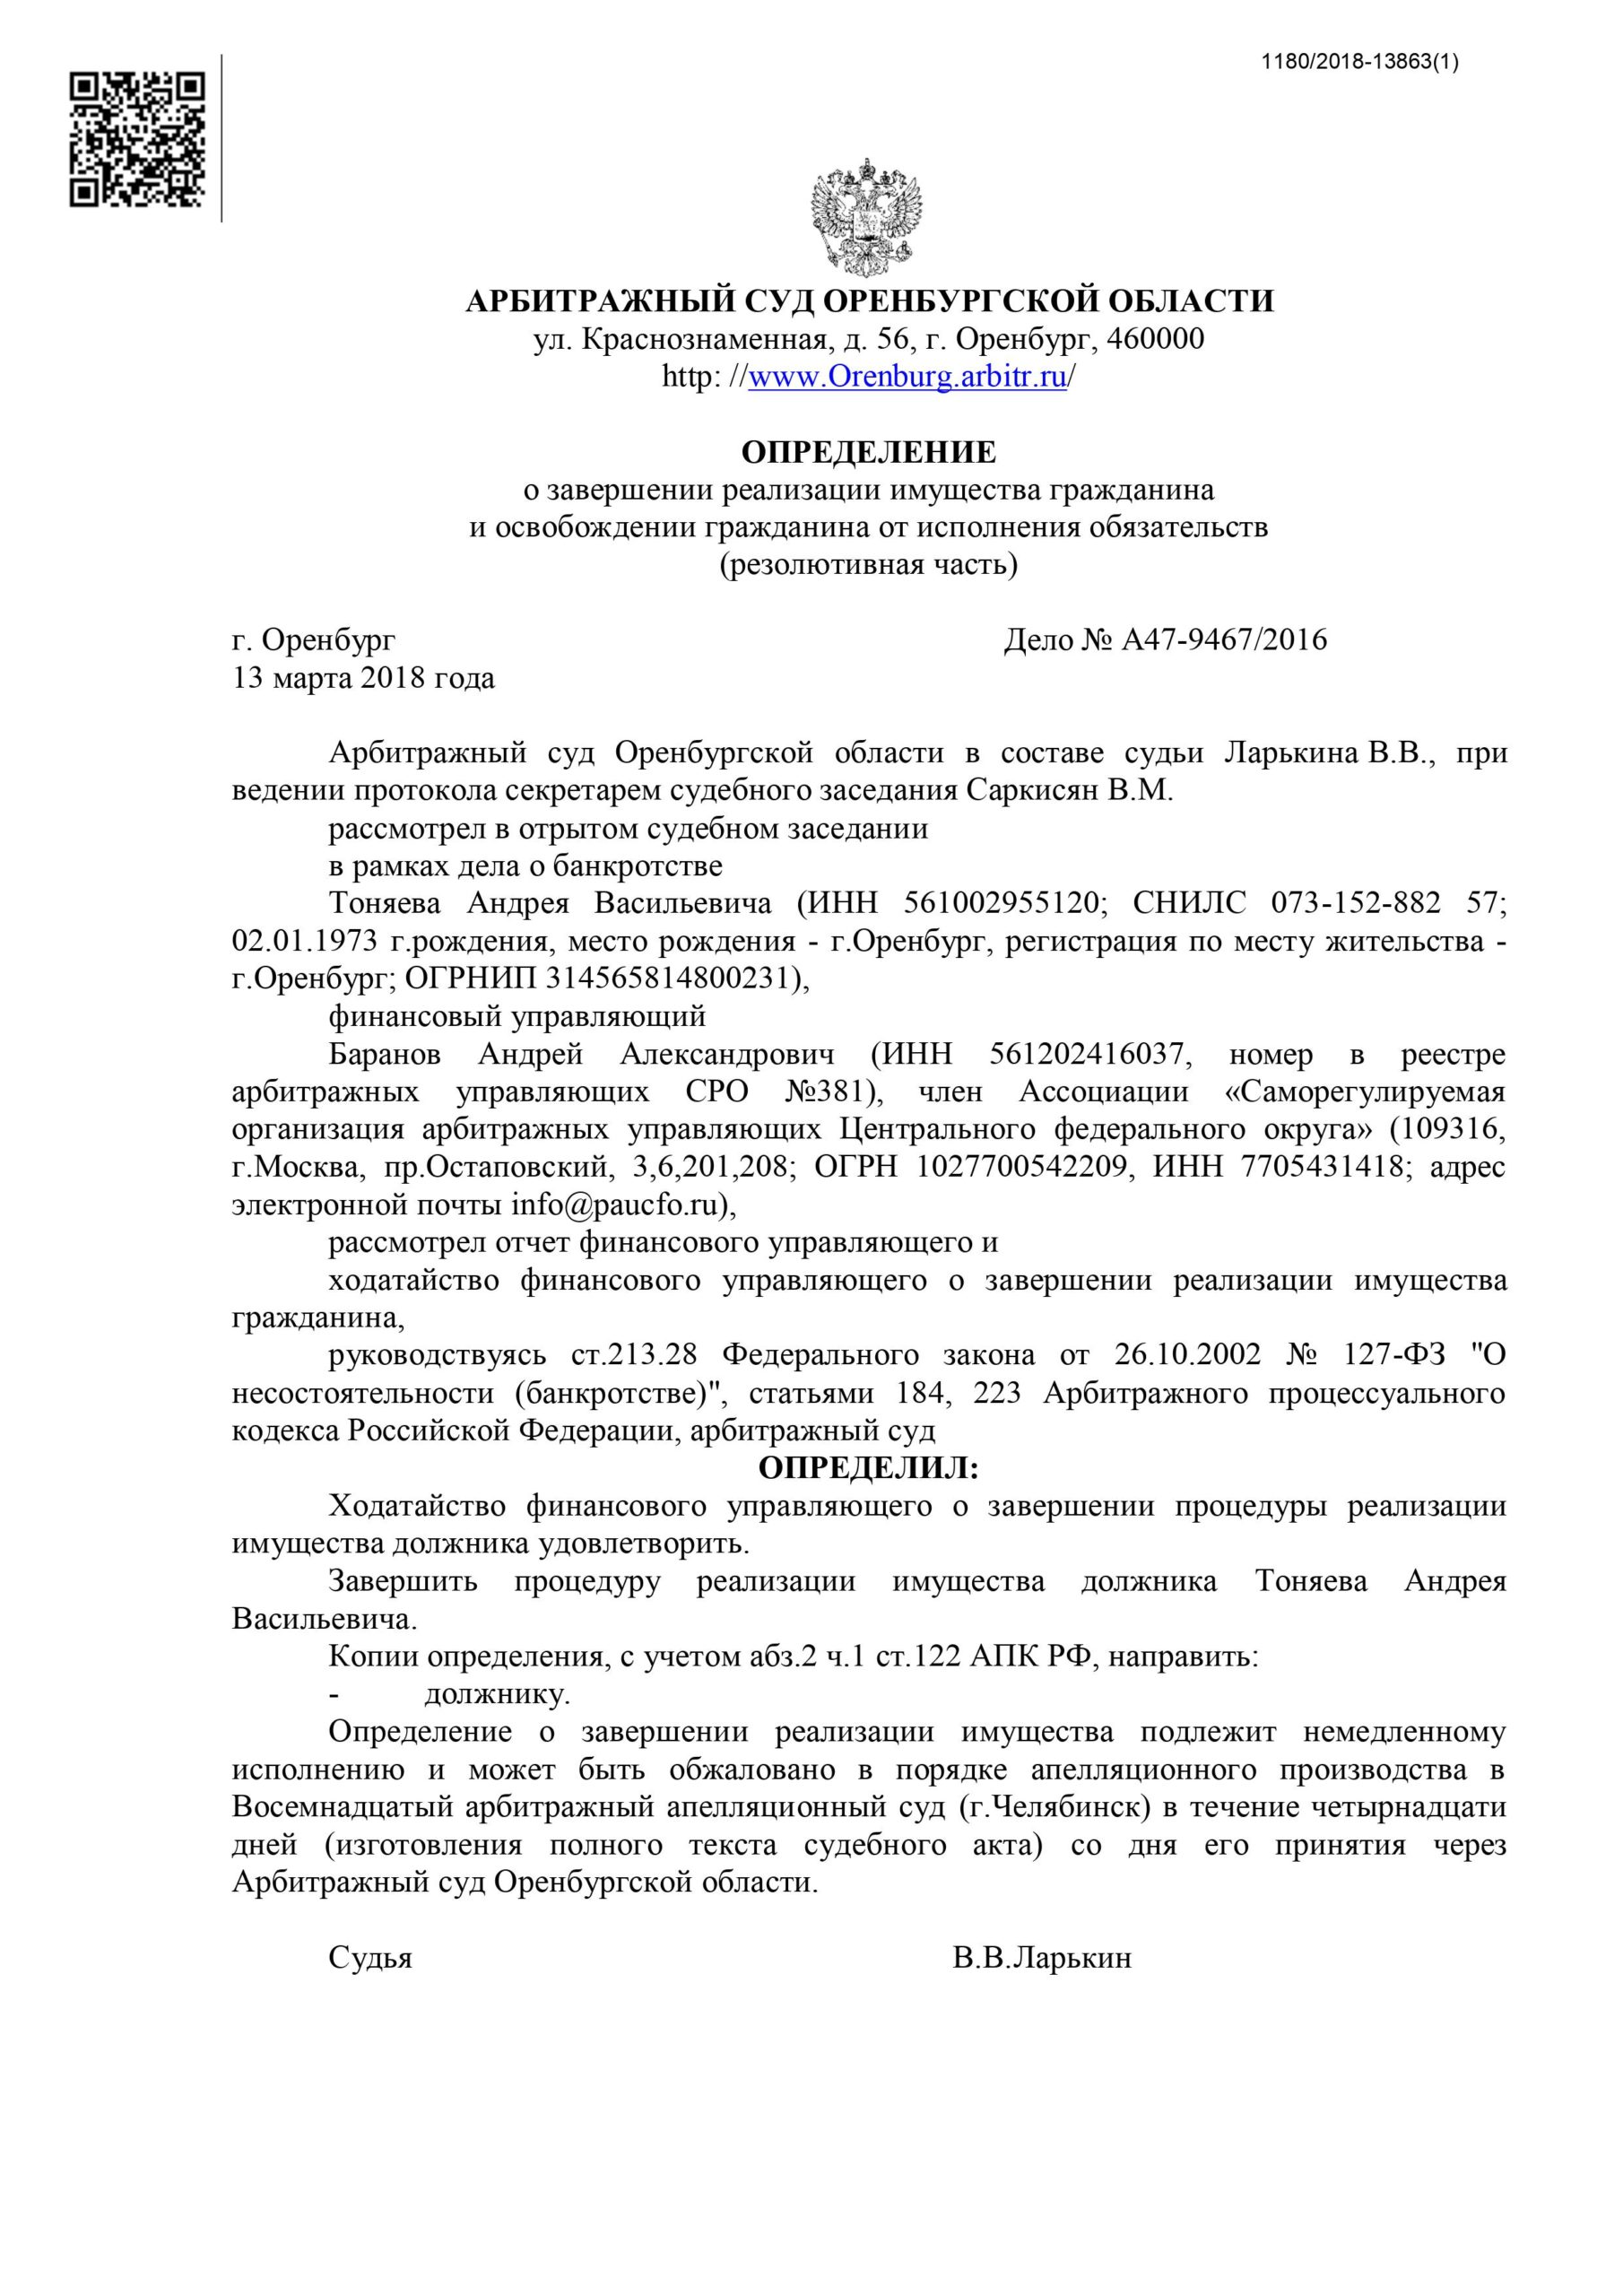 1180/2018-13863(1)
АРБИТРАЖНЫЙ СУД ОРЕНБУРГСКОЙ ОБЛАСТИ
ул. Краснознаменная, д. 56, г. Оренбург, 460000
http: //www.Orenburg.arbitr.ru/
ОПРЕДЕЛЕНИЕ
о завершении реализации имущества гражданина
и освобождении гражданина от исполнения обязательств
(резолютивная часть)
г. Оренбург Дело № А47-9467/2016
13 марта 2018 года
Арбитражный суд Оренбургской области в составе судьи Ларькина В.В., при
ведении протокола секретарем судебного заседания Саркисян В.М.
рассмотрел в отрытом судебном заседании
в рамках дела о банкротстве
Тоняева Андрея Васильевича (ИНН 561002955120; СНИЛС 073-152-882 57;
02.01.1973 г.рождения, место рождения - г.Оренбург, регистрация по месту жительства -
г.Оренбург; ОГРНИП 314565814800231),
финансовый управляющий
Баранов Андрей Александрович (ИНН 561202416037, номер в реестре
арбитражных управляющих СРО №381), член Ассоциации «Саморегулируемая
организация арбитражных управляющих Центрального федерального округа» (109316,
г.Москва, пр.Остаповский, 3,6,201,208; ОГРН 1027700542209, ИНН 7705431418; адрес
электронной почты info@paucfo.ru),
рассмотрел отчет финансового управляющего и
ходатайство финансового управляющего о завершении реализации имущества
гражданина,
руководствуясь ст.213.28 Федерального закона от 26.10.2002 № 127-ФЗ "О
несостоятельности (банкротстве)", статьями 184, 223 Арбитражного процессуального
кодекса Российской Федерации, арбитражный суд
ОПРЕДЕЛИЛ:
Ходатайство финансового управляющего о завершении процедуры реализации
имущества должника удовлетворить.
Завершить процедуру реализации имущества должника Тоняева Андрея
Васильевича.
Копии определения, с учетом абз.2 ч.1 ст.122 АПК РФ, направить:
- должнику.
Определение о завершении реализации имущества подлежит немедленному
исполнению и может быть обжаловано в порядке апелляционного производства в
Восемнадцатый арбитражный апелляционный суд (г.Челябинск) в течение четырнадцати
дней (изготовления полного текста судебного акта) со дня его принятия через
Арбитражный суд Оренбургской области.
Судья В.В.Ларькин